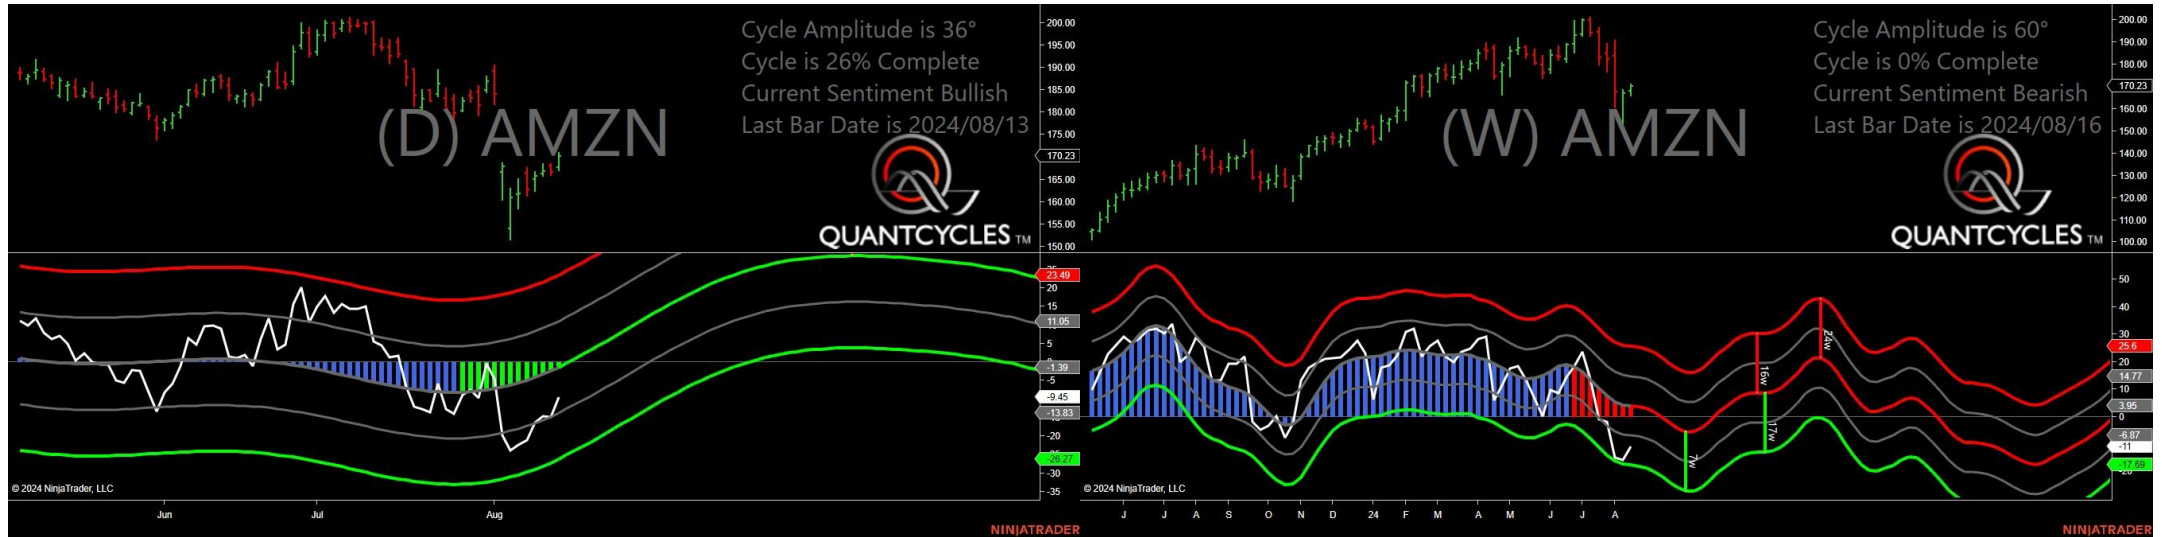 Cycle Amplitude is 36°
Cycle is 26% Complete
Current Sentiment Bullish
Last Bar Date is 2024/08/13
(D) AMZN
QUANTCYCLES TM
200.00
195.00
190.00
185.00
180.00
175.00
170.23
165.00
160.00
155.00
150.00
23.49
20
15
11.05
5
-1.39
-5
-9.45
-13.83
-20
-26.27
-30
-35
© 2024 NinjaTrader, LLC
Jun Jul Aug
NINJATRADER
Cycle Amplitude is 60°
Cycle is 0% Complete
Current Sentiment Bearish
Last Bar Date is 2024/08/16
(W) AMZN
QUANTCYCLES TM
200.00
190.00
180.00
170.23
160.00
150.00
140.00
130.00
120.00
110.00
100.00
50
40
30
25.6
20
14.77
10
3.95
0
-6.87
-11
-17.69
24w
16w
17w
7w
© 2024 NinjaTrader, LLC
J J A S O N D 24 F M A M J J A
NINJATRADER